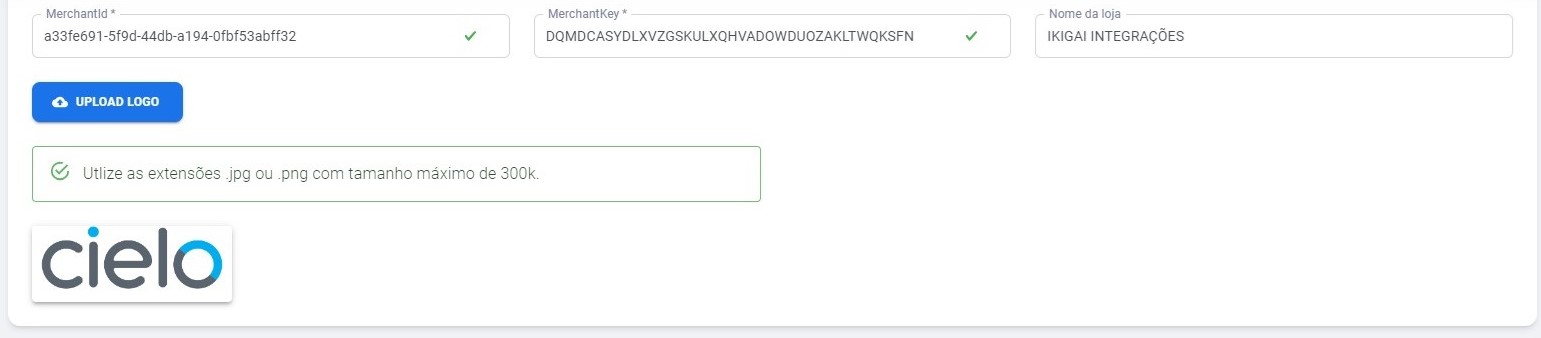 MerchantId *
MerchantKey *
Nome da loja
a33fe691-5f9d-44db-a194-0fbf53abff32
DQMDCASYDLXVZGSKULXQHVADOWDUOZAKLTWQKSFN
IKIGAI INTEGRAÇÕES
UPLOAD LOGO
Utlize as extensões .jpg ou .png com tamanho máximo de 300k.
cielo